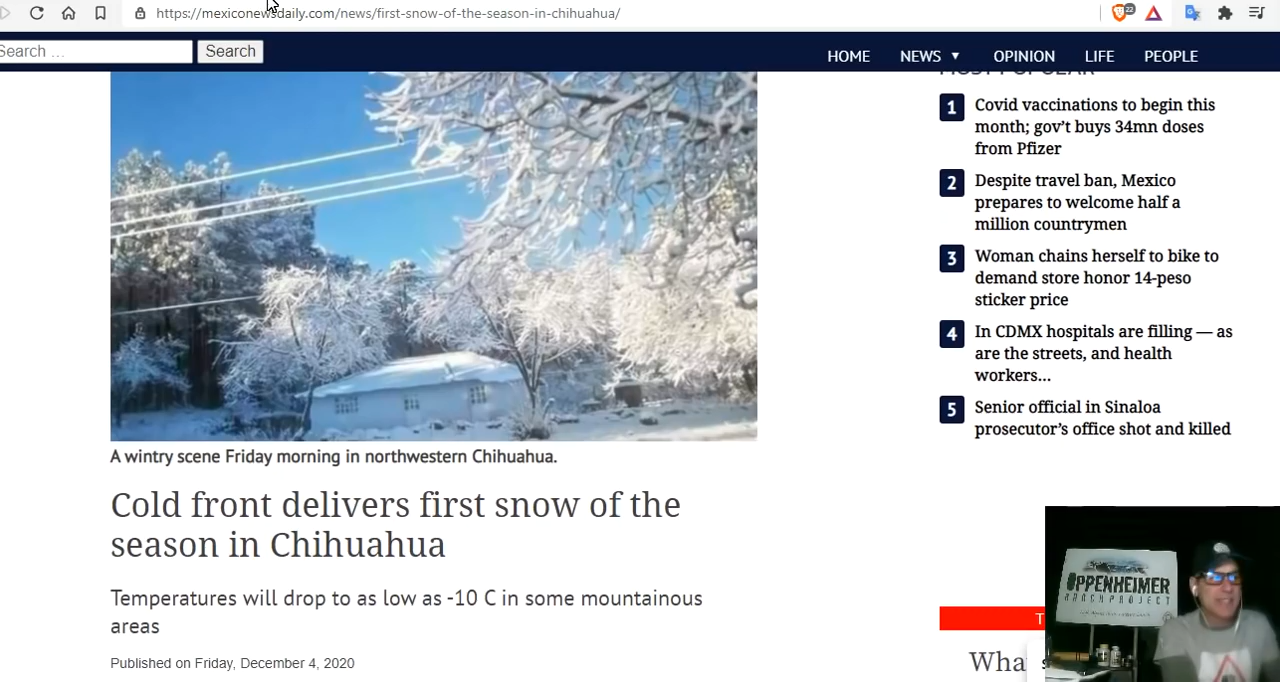 https://mexiconewsdaily.com/news/first-snow-of-the-season-in-chihuahua/
22
Search ...
Search
HOME
NEWS ▼
OPINION
LIFE
PEOPLE
MOST POPULAR
1
Covid vaccinations to begin this
month; gov't buys 34mn doses
from Pfizer
2
Despite travel ban, Mexico
prepares to welcome half a
million countrymen
3
Woman chains herself to bike to
demand store honor 14-peso
sticker price
4
In CDMX hospitals are filling — as
are the streets, and health
workers...
5
Senior official in Sinaloa
prosecutor's office shot and killed
A wintry scene Friday morning in northwestern Chihuahua.
Cold front delivers first snow of the
season in Chihuahua
Temperatures will drop to as low as -10 C in some mountainous
areas
Published on Friday, December 4, 2020
OPPENHEIMER
RANCH PROJECT